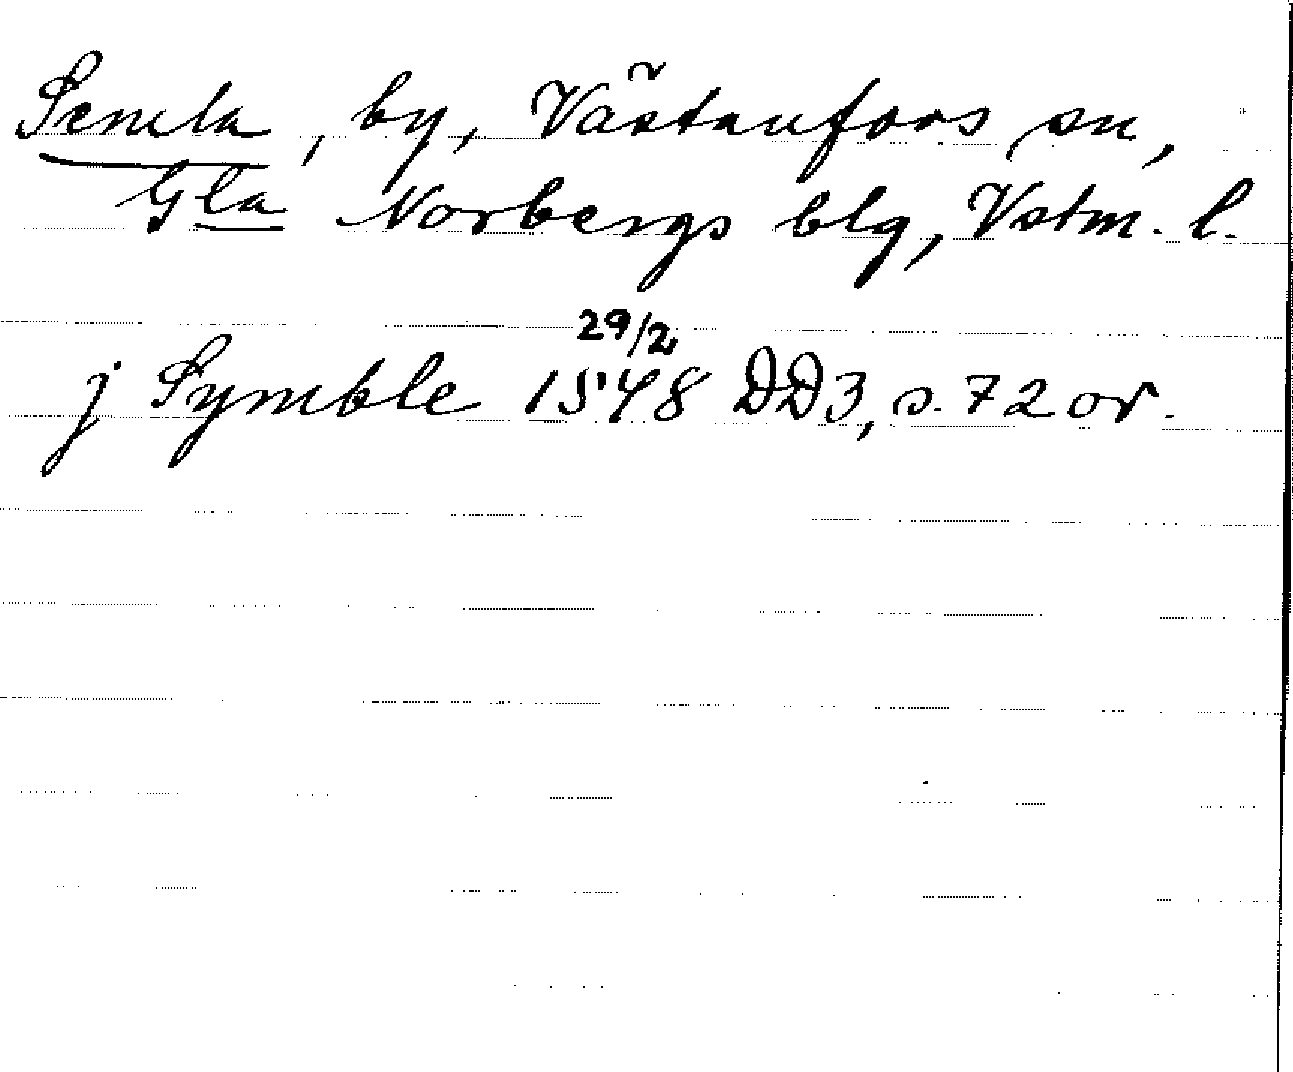 Semla, by, Västanfors sn,
Gla Norbergs blg, Vstm. l.
29/2
j Symble 1548 DD3, s. 72 or.